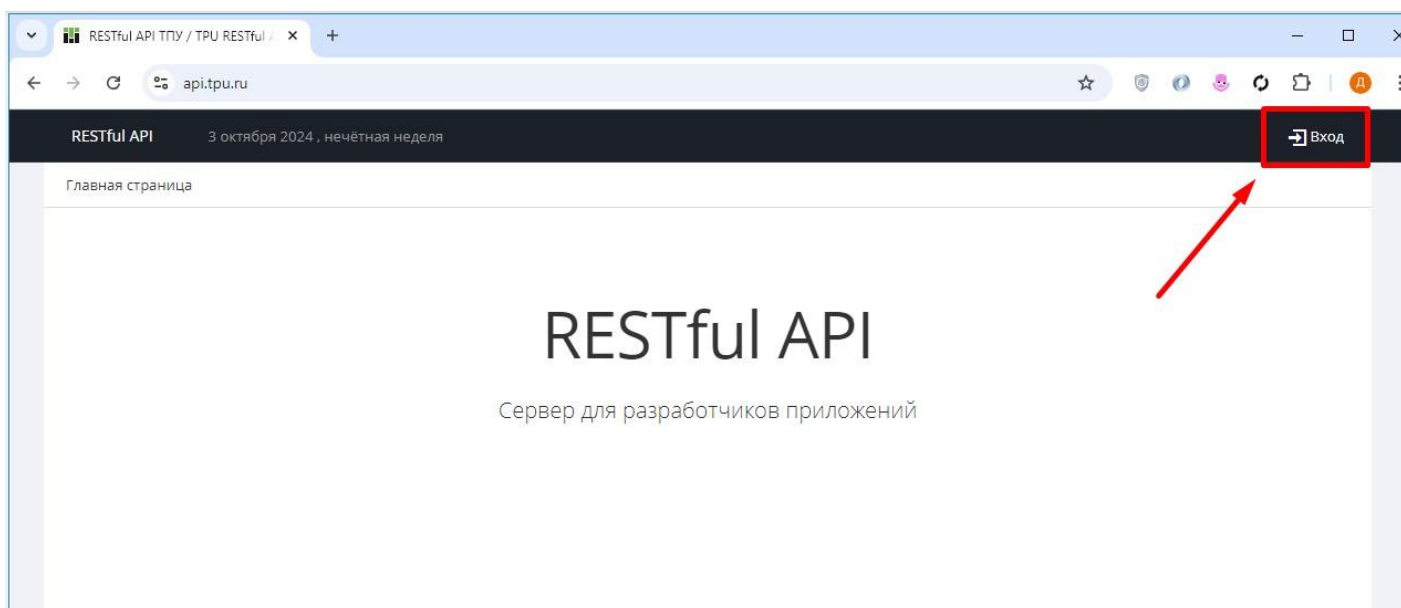 RESTful API ТПУ / TPU RESTful
api.tpu.ru
Д
RESTful API
3 октября 2024 , нечётная неделя
Вход
Главная страница
RESTful API
Сервер для разработчиков приложений